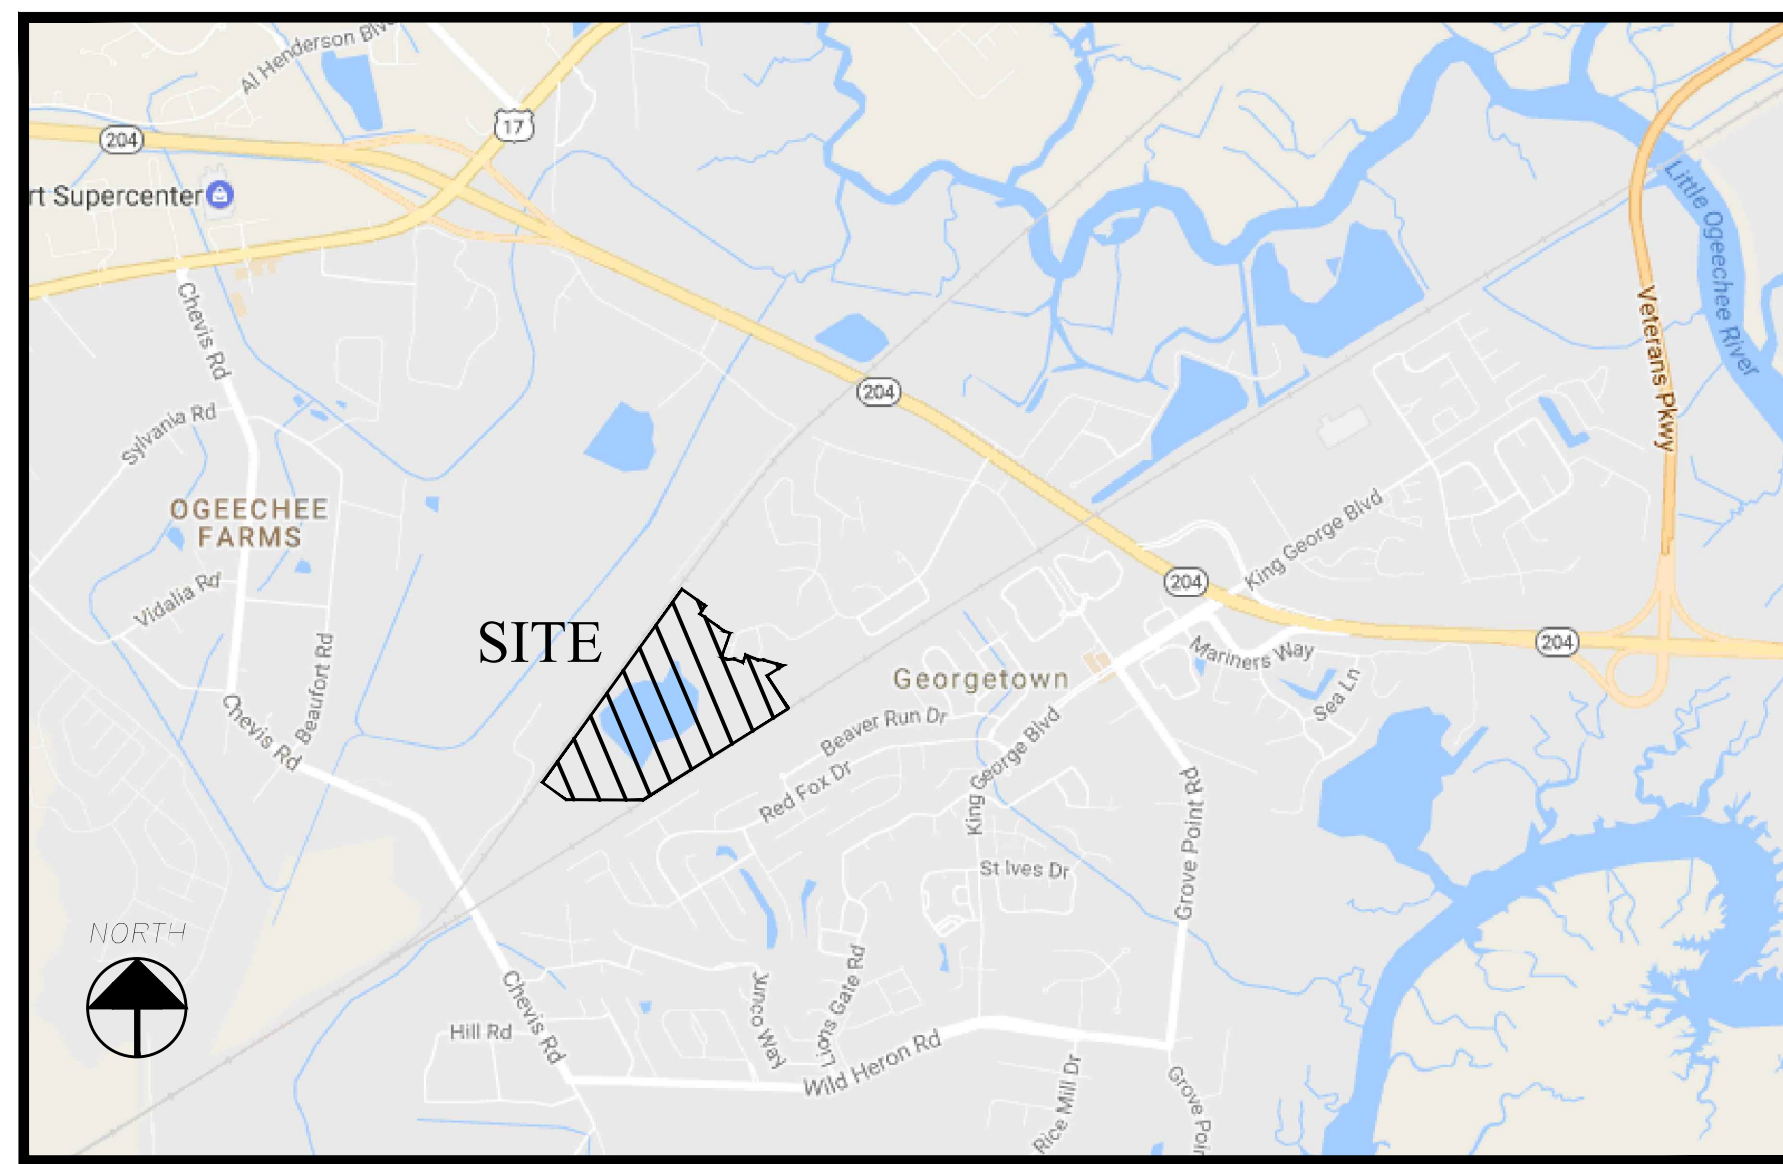 Al Henderson Blv
17
204
rt Supercenter
Little Ogeechee River
Chevis Rd
Veterans Pkwy
204
Sylvania Rd
OGEECHEE
FARMS
King George Blvd
Vidalia Rd
204
SITE
204
Beaufort Rd
Mariners Way
Georgetown
Sea Ln
Chevis Rd
Beaver Run Dr
King George Blvd
Red Fox Dr
Grove Point Rd
St Ives Dr
NORTH
Chevis Rd
Hill Rd
Junco Way
Lions Gate Rd
Wild Heron Rd
Rice Mill Dr
Grove Poi